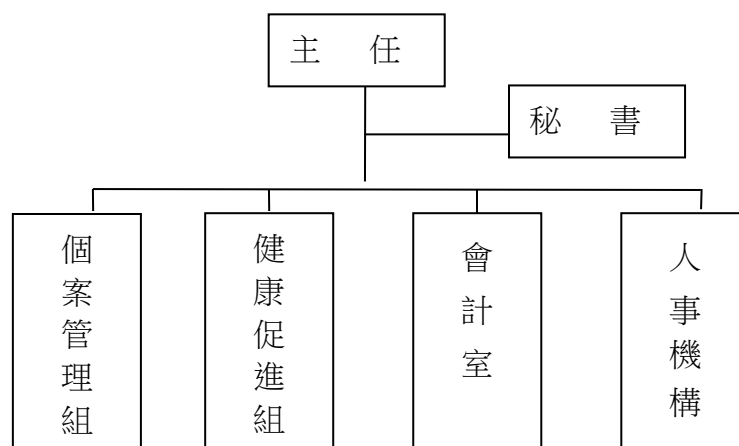 主 任
秘 書
個案管理組
健康促進組
會計室
人事機構